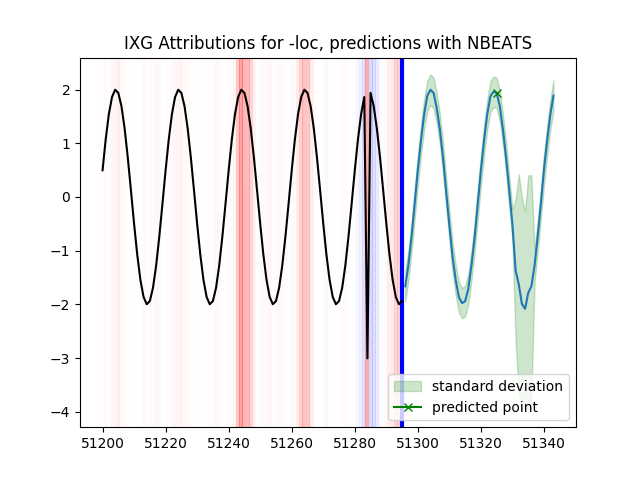 IXG Attributions for -loc, predictions with NBEATS
2
1
0
−1
−2
−3
−4
standard deviation
predicted point
51200 51220 51240 51260 51280 51300 51320 51340